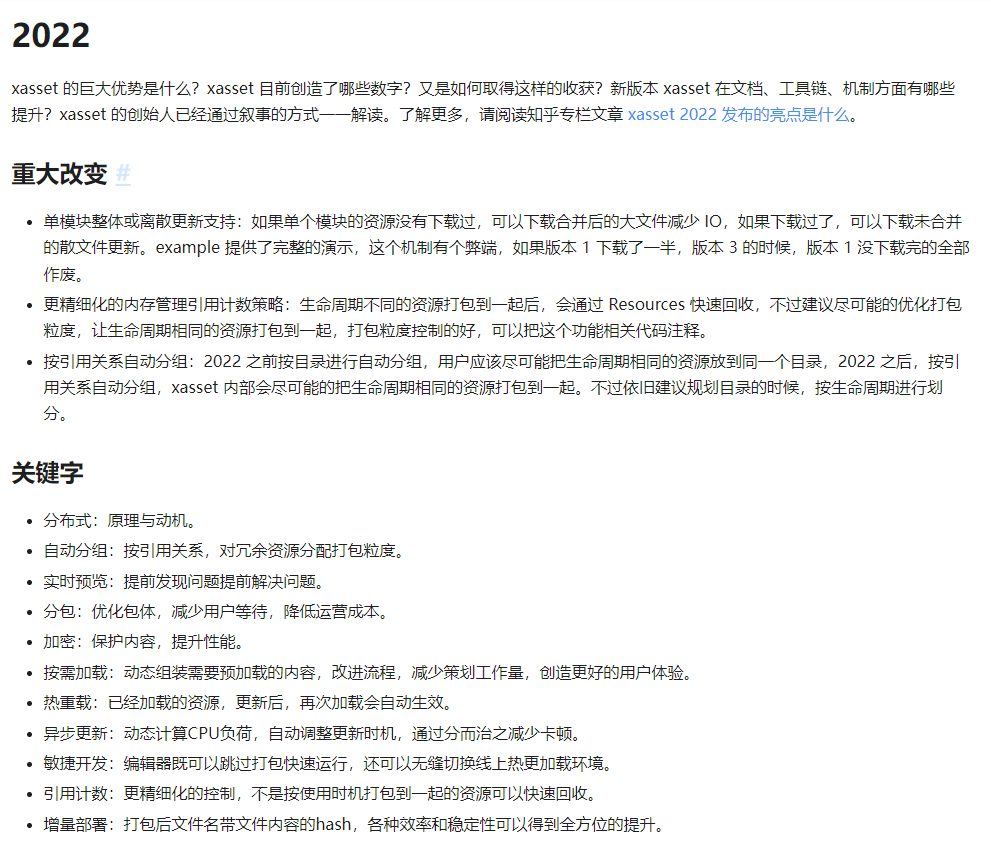 2022
xasset 的巨大优势是什么？xasset 目前创造了哪些数字？又是如何取得这样的收获？新版本 xasset 在文档、工具链、机制方面有哪些
提升？xasset 的创始人已经通过叙事的方式一一解读。了解更多，请阅读知乎专栏文章 xasset 2022 发布的亮点是什么。
重大改变 #
• 单模块整体或离散更新支持：如果单个模块的资源没有下载过，可以下载合并后的大文件减少 IO，如果下载过了，可以下载未合并
的散文件更新。example 提供了完整的演示，这个机制有个弊端，如果版本 1 下载了一半，版本 3 的时候，版本 1 没下载完的全部
作废。
• 更精细化的内存管理引用计数策略：生命周期不同的资源打包到一起后，会通过 Resources 快速回收，不过建议尽可能的优化打包
粒度，让生命周期相同的资源打包到一起，打包粒度控制的好，可以把这个功能相关代码注释。
• 按引用关系自动分组：2022 之前按目录进行自动分组，用户应该尽可能把生命周期相同的资源放到同一个目录，2022 之后，按引
用关系自动分组，xasset 内部会尽可能的把生命周期相同的资源打包到一起。不过依旧建议规划目录的时候，按生命周期进行划
分。
关键字
• 分布式：原理与动机。
• 自动分组：按引用关系，对冗余资源分配打包粒度。
• 实时预览：提前发现问题提前解决问题。
• 分包：优化包体，减少用户等待，降低运营成本。
• 加密：保护内容，提升性能。
• 按需加载：动态组装需要预加载的内容，改进流程，减少策划工作量，创造更好的用户体验。
• 热重载：已经加载的资源，更新后，再次加载会自动生效。
• 异步更新：动态计算CPU负荷，自动调整更新时机，通过分而治之减少卡顿。
• 敏捷开发：编辑器既可以跳过打包快速运行，还可以无缝切换线上热更加载环境。
• 引用计数：更精细化的控制，不是按使用时机打包到一起的资源可以快速回收。
• 增量部署：打包后文件名带文件内容的hash，各种效率和稳定性可以得到全方位的提升。